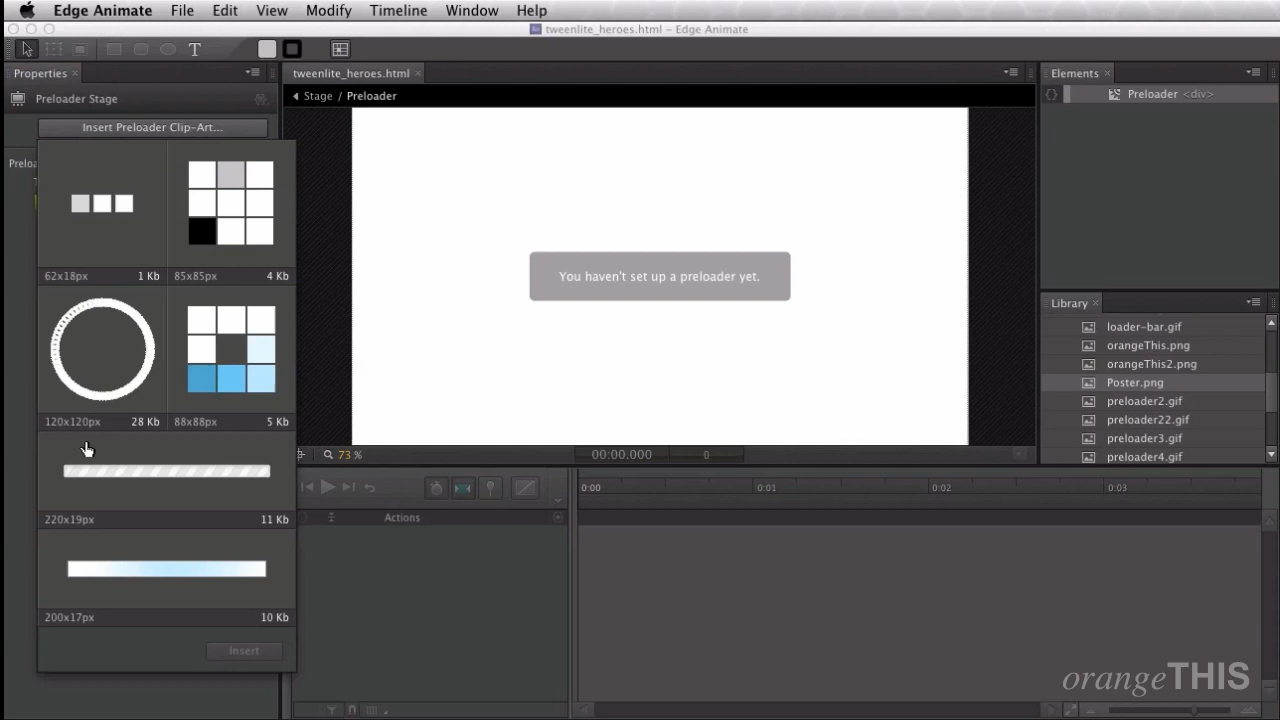 Edge Animate File Edit View Modify Timeline Window Help
tweenlite_heroes.html – Edge Animate
T
Properties ×
tweenlite_heroes.html ×
Elements ×
Preloader Stage
Stage / Preloader
Preloader <div>
Insert Preloader Clip-Art...
Preloa
62x18px 1 Kb 85x85px 4 Kb
You haven't set up a preloader yet.
120x120px 28 Kb 88x88px 5 Kb
220x19px 11 Kb
200x17px 10 Kb
Insert
Library ×
loader-bar.gif
orangeThis.png
orangeThis2.png
Poster.png
preloader2.gif
preloader22.gif
preloader3.gif
preloader4.gif
73 % 00:00.000 0
0:00 0:01 0:02 0:03
Actions
orangeTHIS